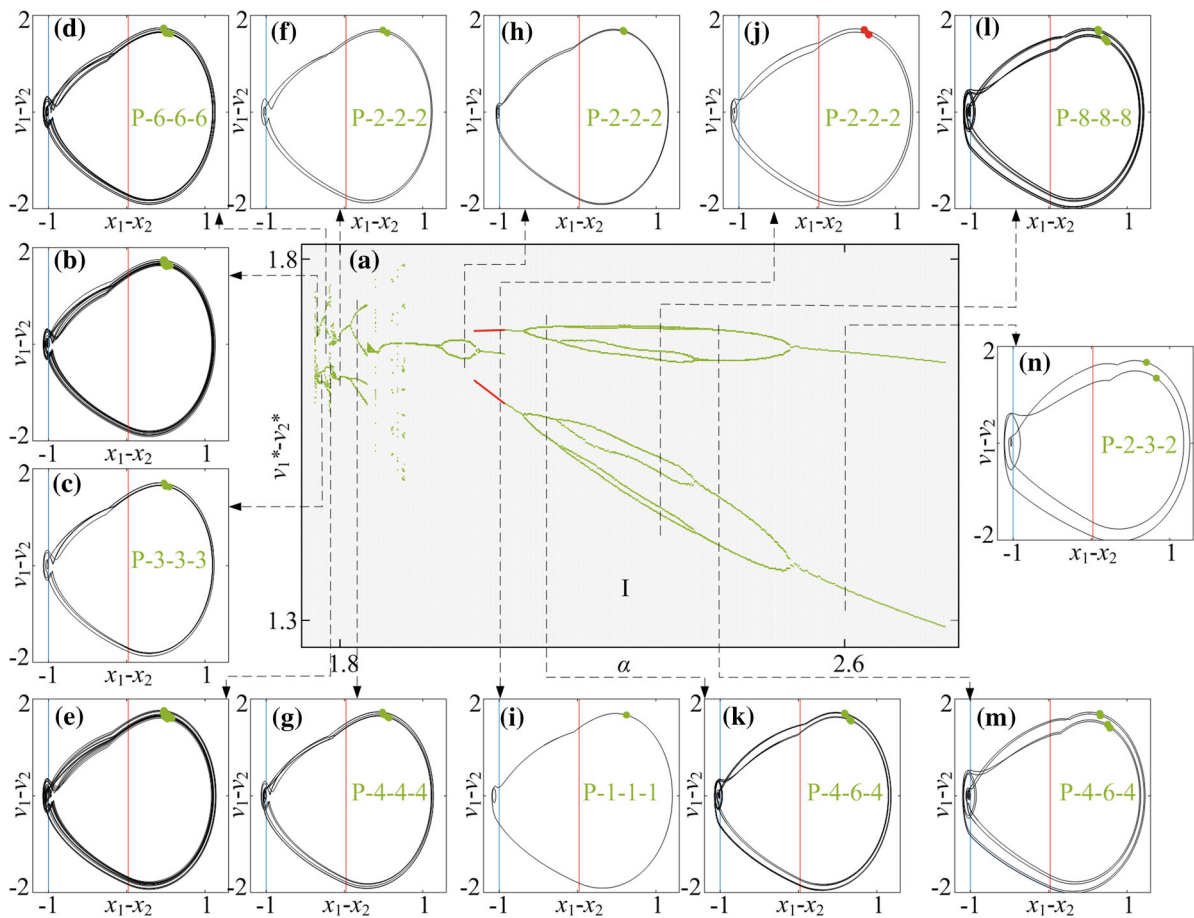 2 (d) P-6-6-6 v1-v2 -2 -1 x1-x2 1
2 (f) P-2-2-2 v1-v2 -2 -1 x1-x2 1
2 (h) P-2-2-2 v1-v2 -2 -1 x1-x2 1
2 (j) P-2-2-2 v1-v2 -2 -1 x1-x2 1
2 (l) P-8-8-8 v1-v2 -2 -1 x1-x2 1
2 (b) v1-v2 -2 -1 x1-x2 1
(a) 1.8 v1*-v2* 1.3 I 1.8 α 2.6
2 (n) P-2-3-2 v1-v2 -2 -1 x1-x2 1
2 (c) P-3-3-3 v1-v2 -2 -1 x1-x2 1
2 (e) v1-v2 -2 -1 x1-x2 1
2 (g) P-4-4-4 v1-v2 -2 -1 x1-x2 1
2 (i) P-1-1-1 v1-v2 -2 -1 x1-x2 1
2 (k) P-4-6-4 v1-v2 -2 -1 x1-x2 1
2 (m) P-4-6-4 v1-v2 -2 -1 x1-x2 1